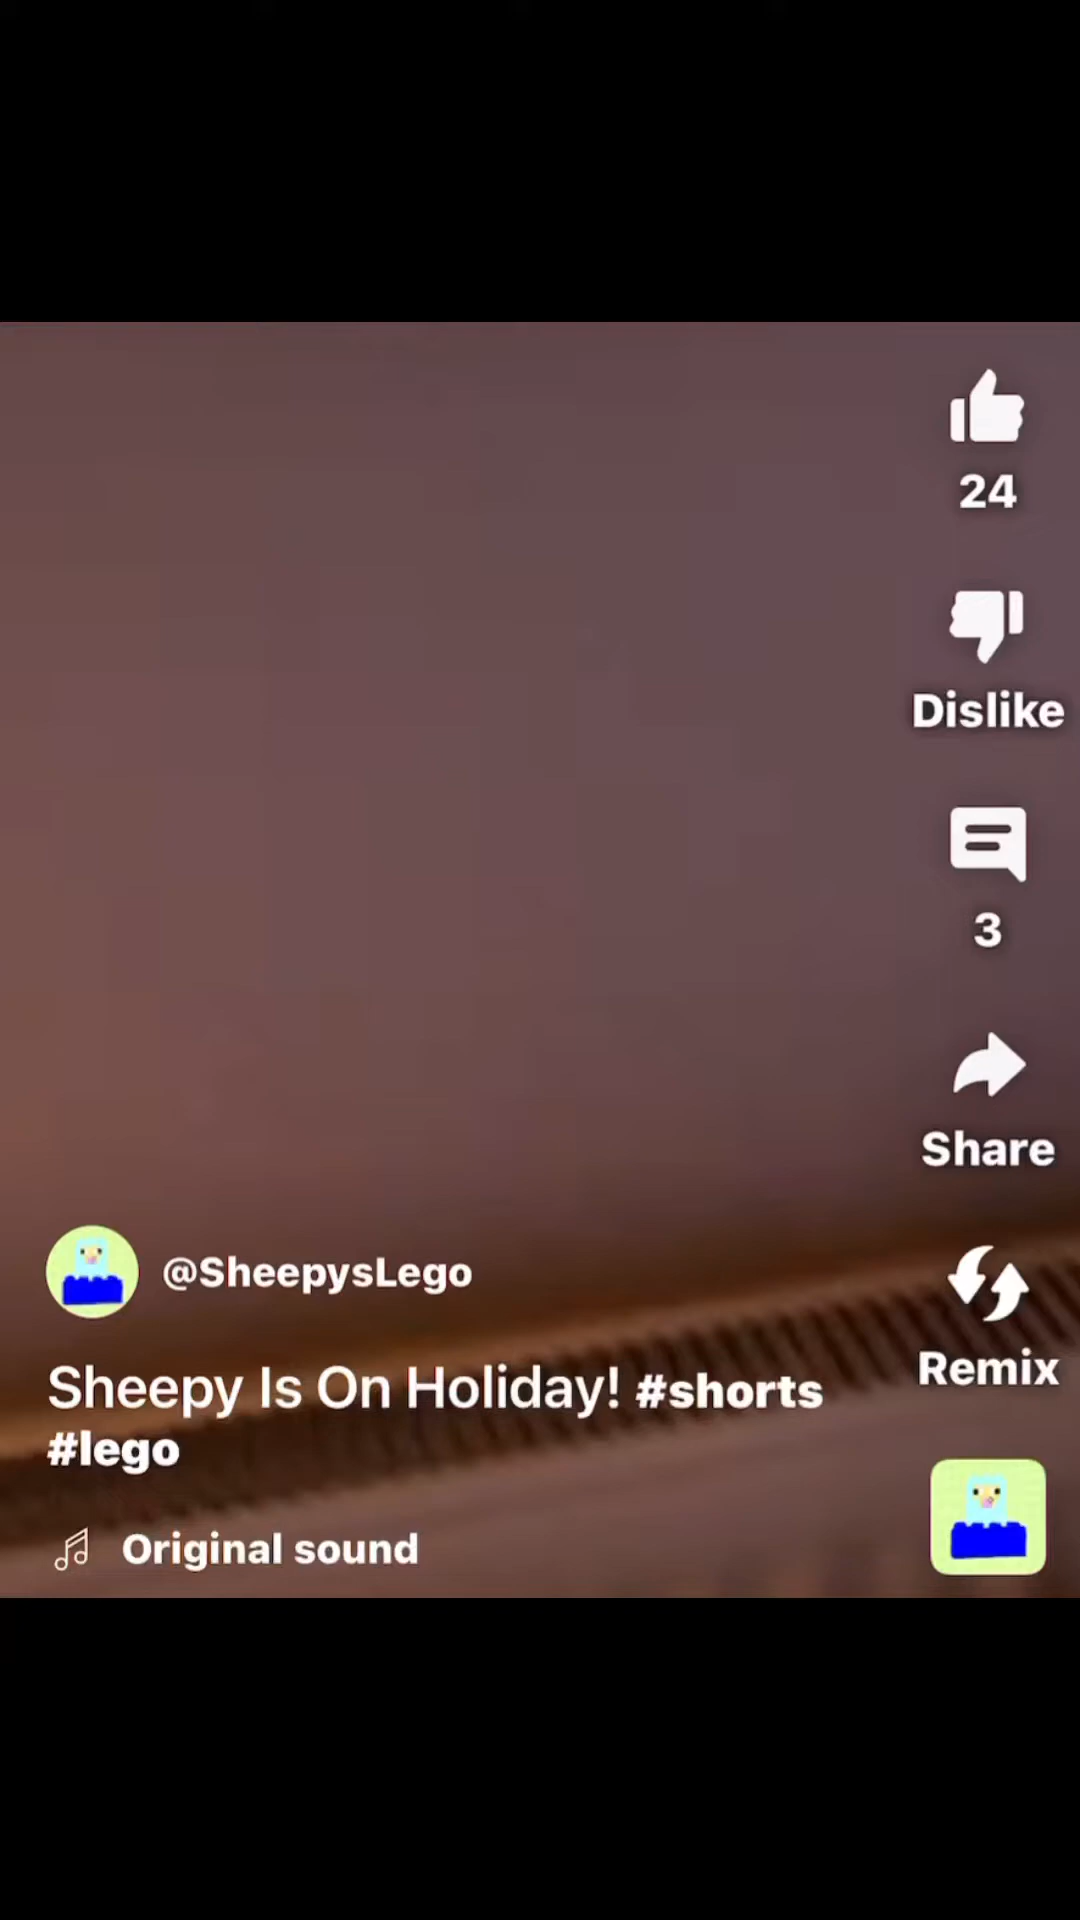 24
Dislike
3
Share
@SheepysLego
Remix
Sheepy Is On Holiday! #shorts
#lego
Original sound